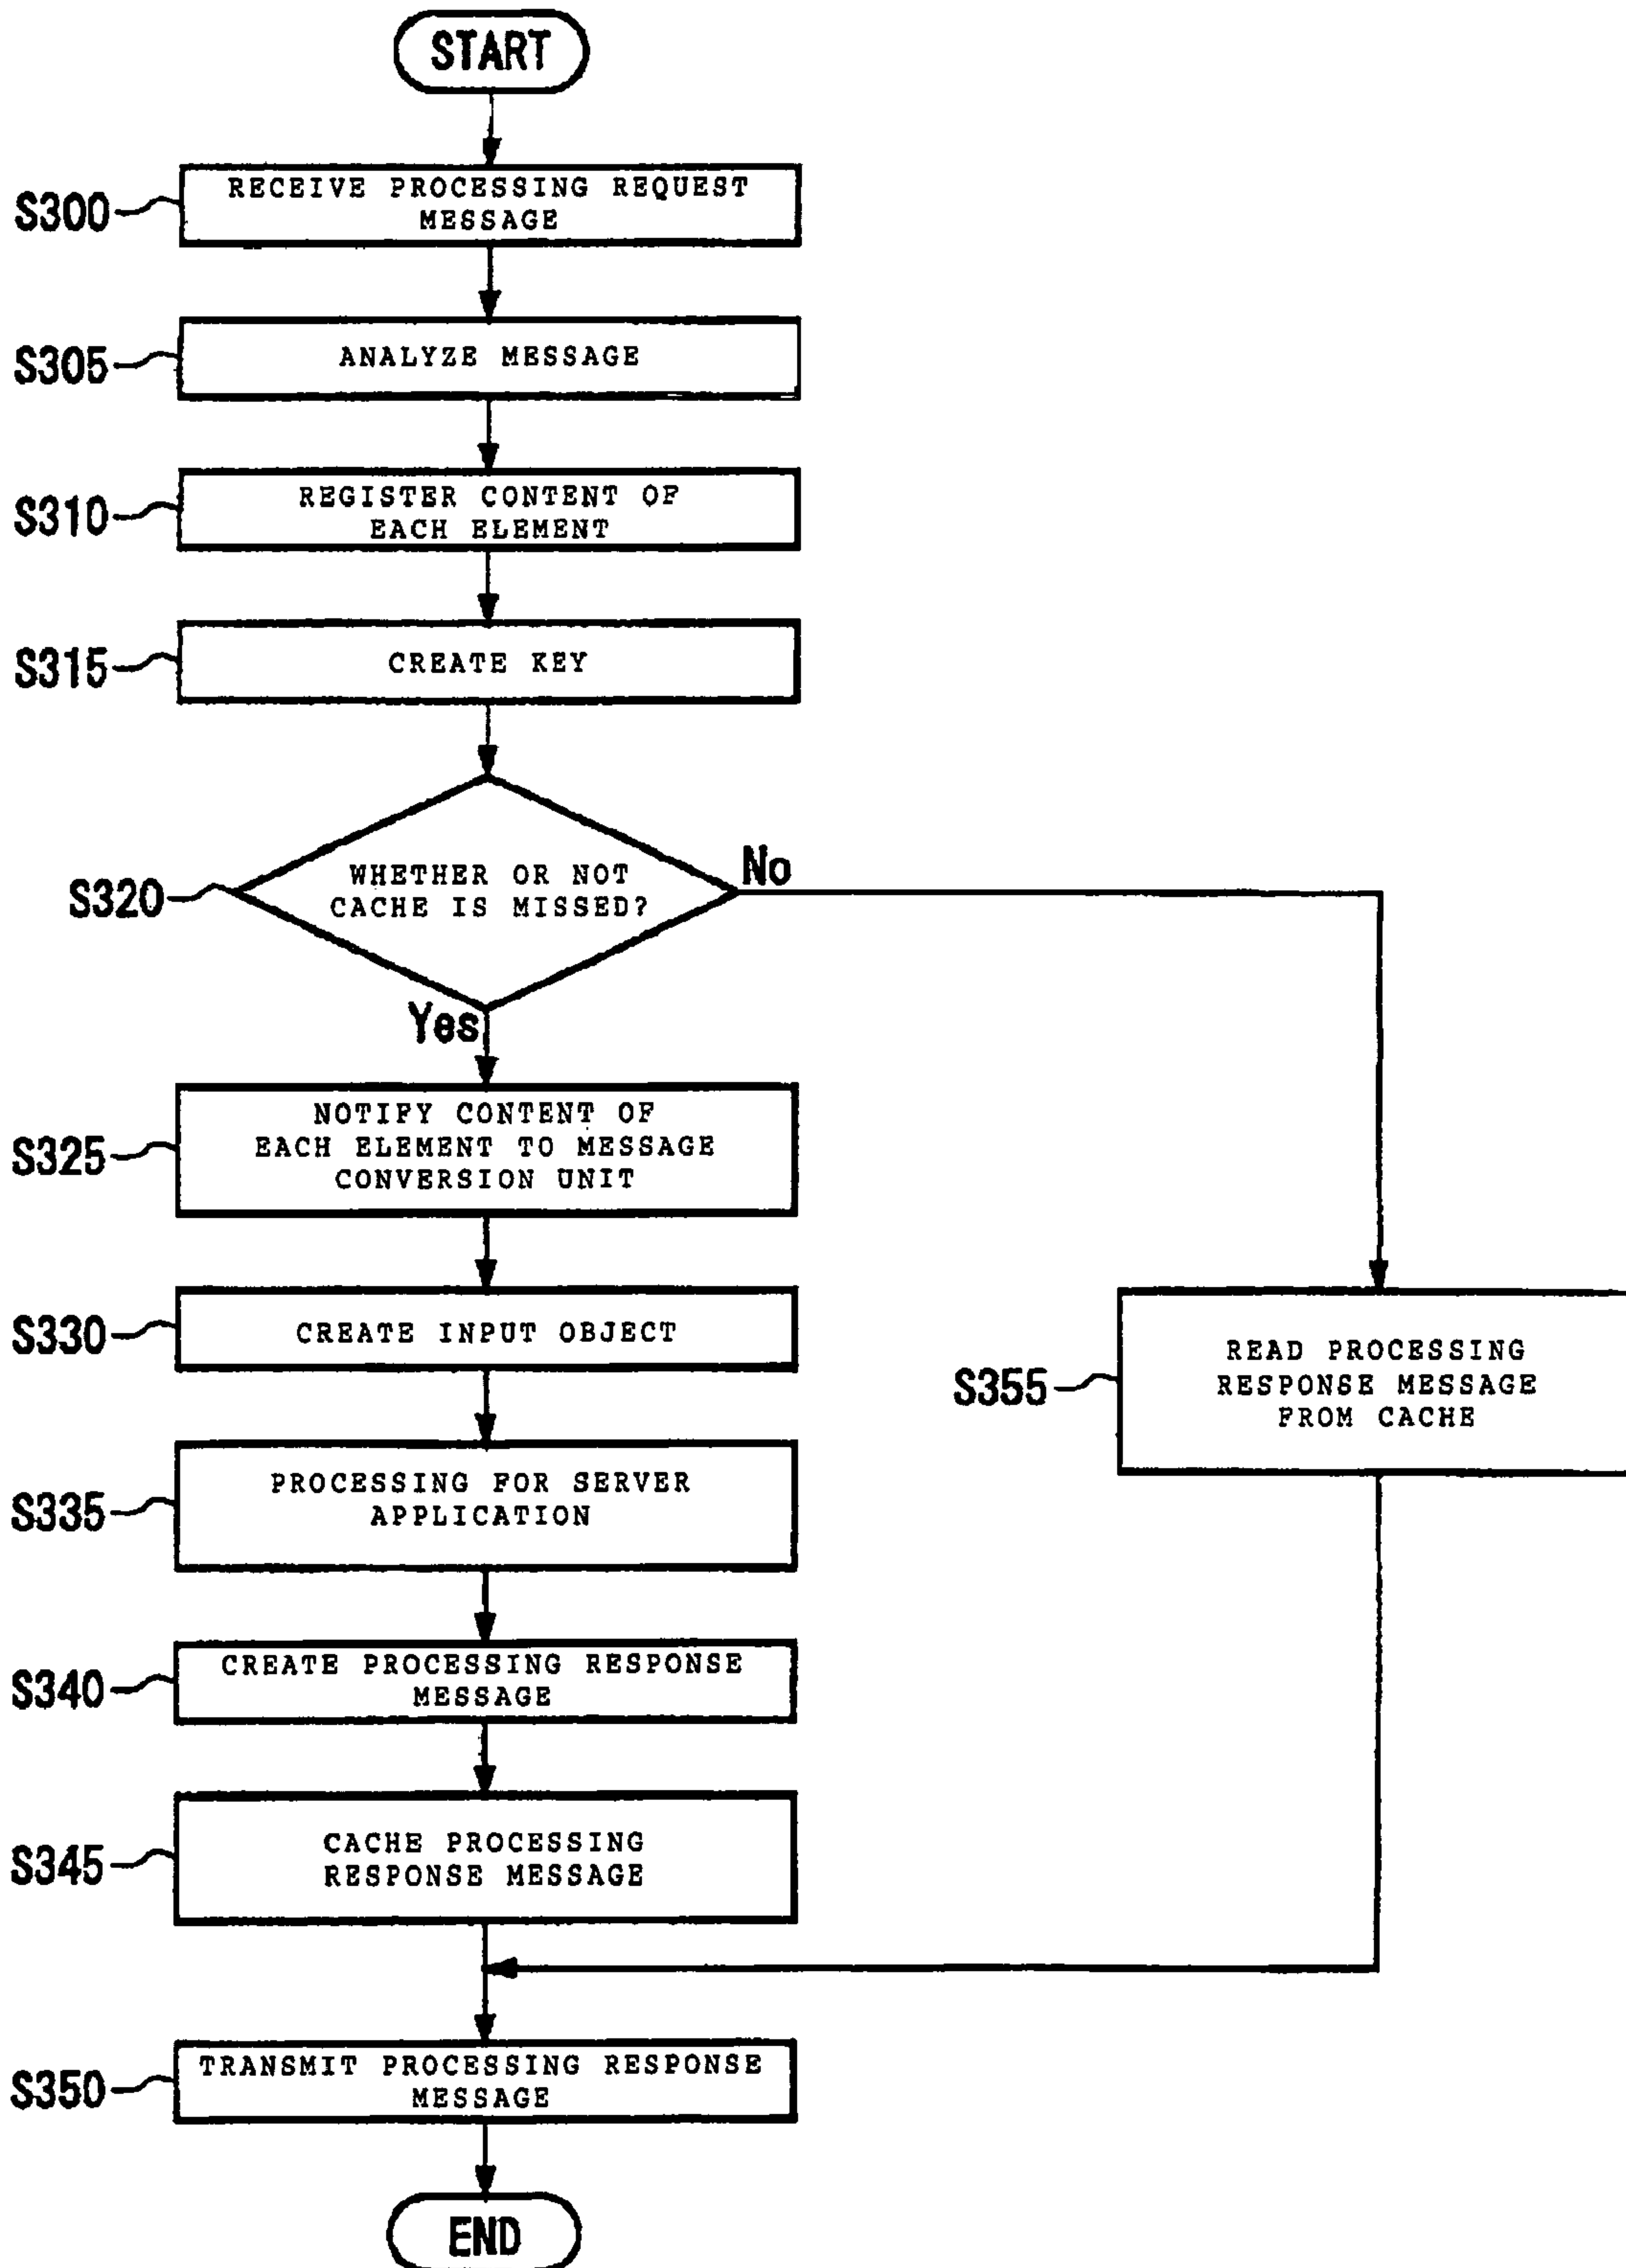 START
S300
RECEIVE PROCESSING REQUEST
MESSAGE
S305
ANALYZE MESSAGE
S310
REGISTER CONTENT OF
EACH ELEMENT
S315
CREATE KEY
S320
WHETHER OR NOT
CACHE IS MISSED?
No
Yes
S325
NOTIFY CONTENT OF
EACH ELEMENT TO MESSAGE
CONVERSION UNIT
S330
CREATE INPUT OBJECT
S355
READ PROCESSING
RESPONSE MESSAGE
FROM CACHE
S335
PROCESSING FOR SERVER
APPLICATION
S340
CREATE PROCESSING RESPONSE
MESSAGE
S345
CACHE PROCESSING
RESPONSE MESSAGE
S350
TRANSMIT PROCESSING RESPONSE
MESSAGE
END